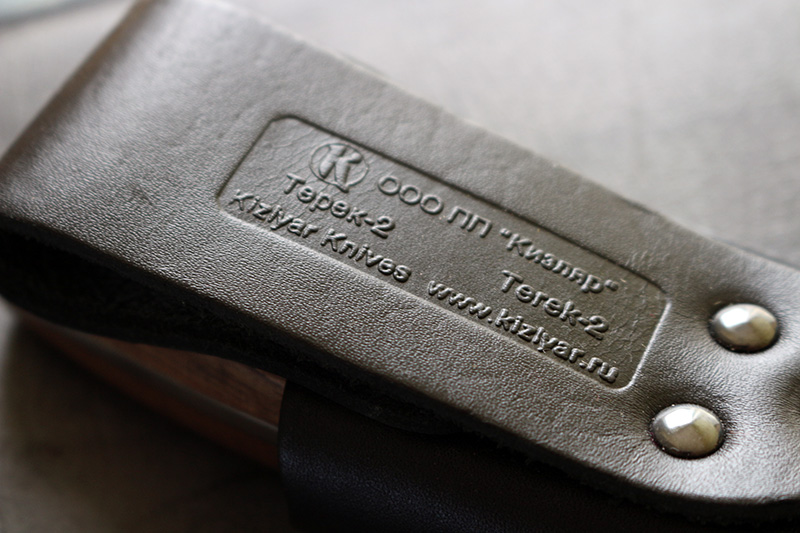 K ООО ПП "Кизляр"
Терек-2 Terek-2
Kizlyar Knives www.kizlyar.ru